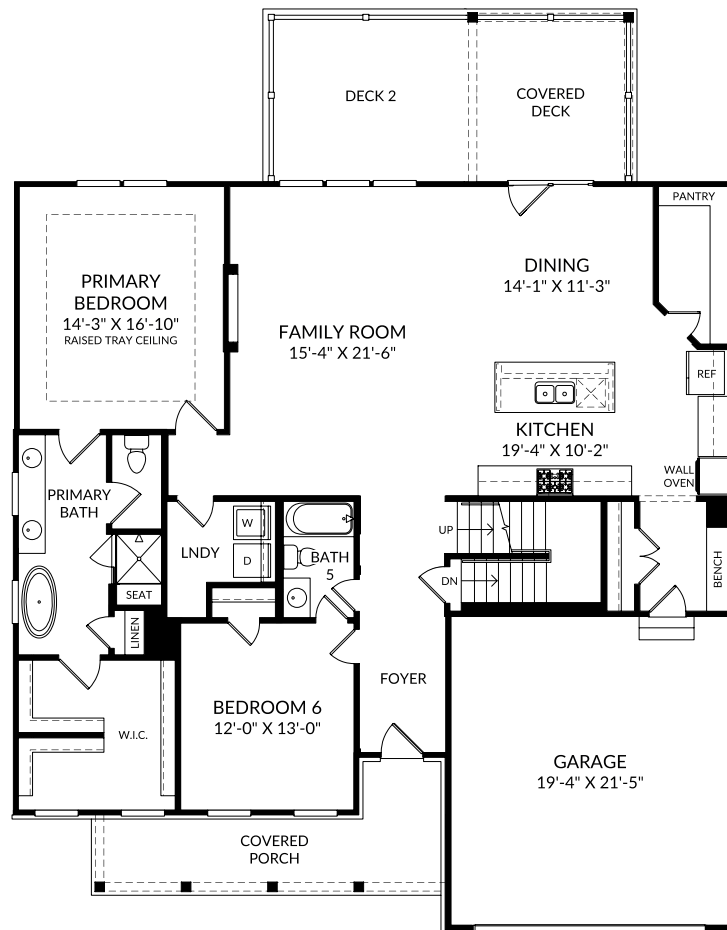 DECK 2
COVERED
DECK
PANTRY
DINING
14'-1" X 11'-3"
PRIMARY
BEDROOM
14'-3" X 16'-10"
RAISED TRAY CEILING
FAMILY ROOM
15'-4" X 21'-6"
REF
KITCHEN
19'-4" X 10'-2"
WALL
OVEN
PRIMARY
BATH
LNDY
W
D
BATH
5
UP
DN
BENCH
SEAT
LINEN
FOYER
BEDROOM 6
12'-0" X 13'-0"
W.I.C.
GARAGE
19'-4" X 21'-5"
COVERED
PORCH